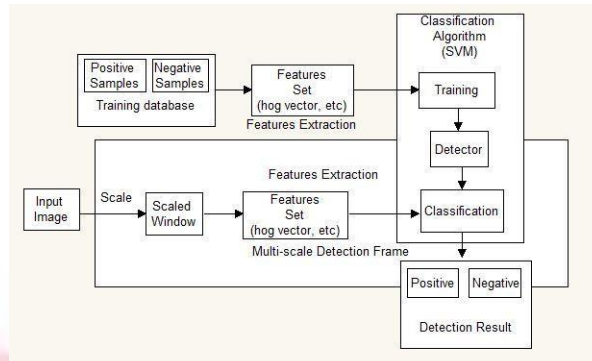 Classification
Algorithm
(SVM)
Positive
Samples
Negative
Samples
Training database
Features
Set
(hog vector, etc)
Features Extraction
Training
Detector
Features Extraction
Input
Image
Scale
Scaled
Window
Features
Set
(hog vector, etc)
Classification
Multi-scale Detection Frame
Positive
Negative
Detection Result